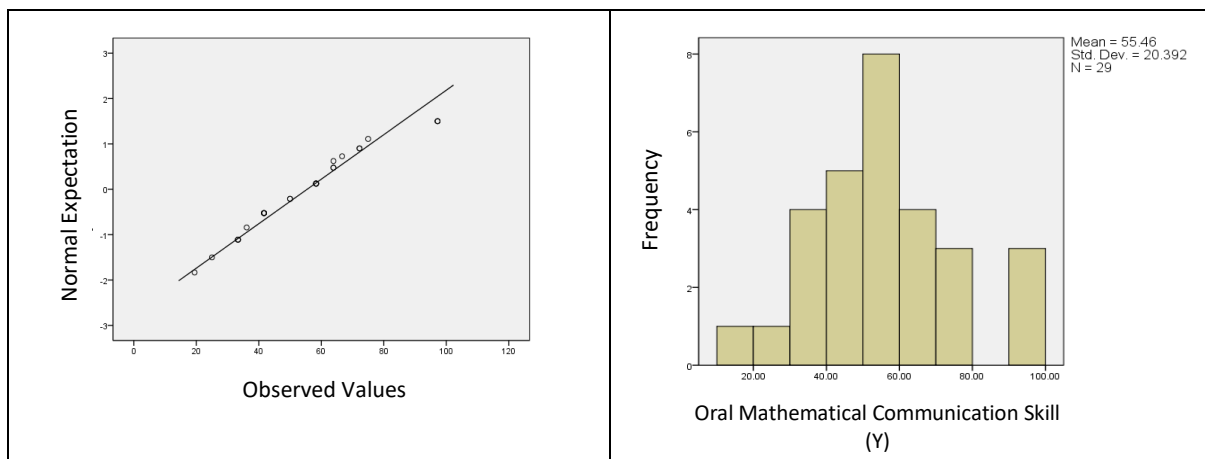 3
2
1
0
-1
-2
-3
0 20 40 60 80 100 120
Normal Expectation
Observed Values
Mean = 55.46
Std. Dev. = 20.392
N = 29
8
6
4
2
0
20.00 40.00 60.00 80.00 100.00
Frequency
Oral Mathematical Communication Skill
(Y)